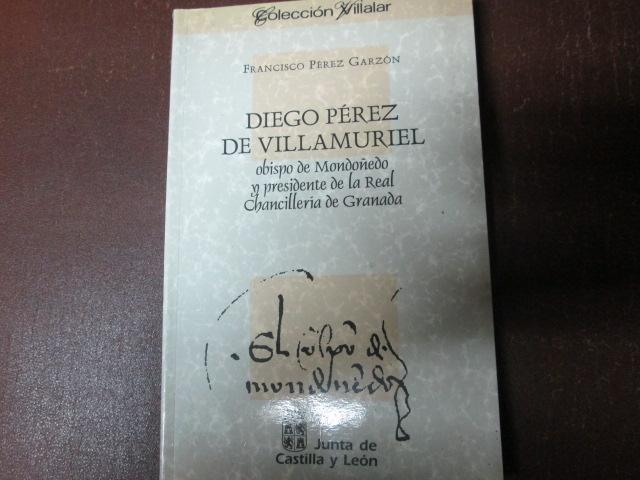 Colección Villalar
FRANCISCO PÉREZ GARZÓN
DIEGO PÉREZ
DE VILLAMURIEL
obispo de Mondoñedo
y presidente de la Real
Chancillería de Granada
mondonedo
Junta de
Castilla y León